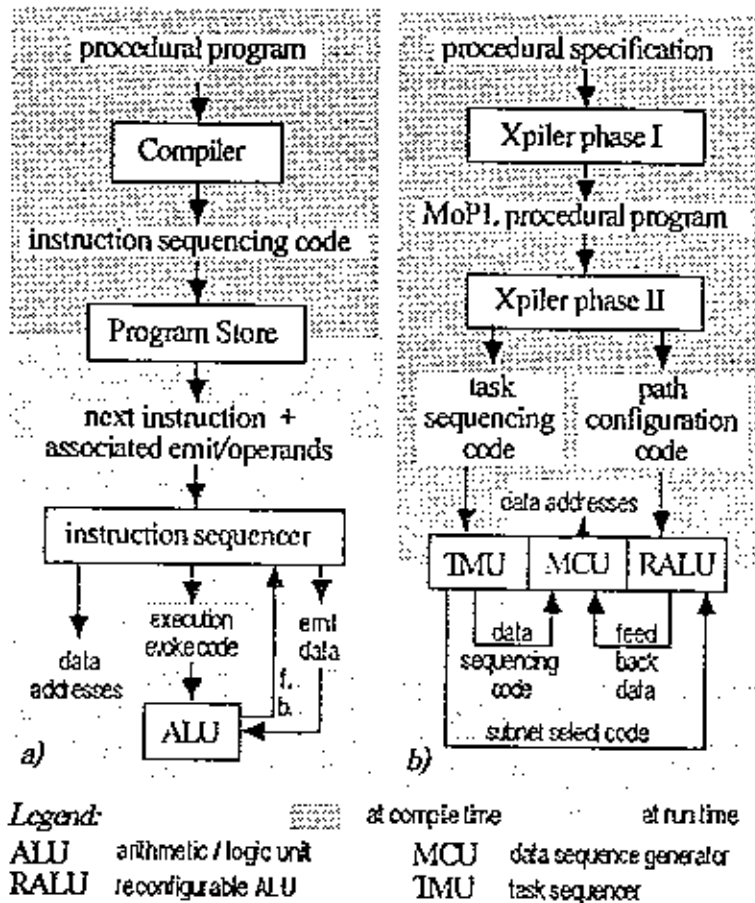 procedural program
Compiler
instruction sequencing code
Program Store
next instruction +
associated emit/operands
instruction sequencer
data
addresses
execution
evoke code
f.
b.
emit
data
ALU
a)
procedural specification
Xpiler phase I
MoPL procedural program
Xpiler phase II
task
sequencing
code
path
configuration
code
data addresses
TMU MCU RALU
data
sequencing
code
feed
back
data
subnet select code
b)
Legend:
at compile time
at run time
ALU arithmetic / logic unit
MCU data sequence generator
RALU reconfigurable ALU
TMU task sequencer